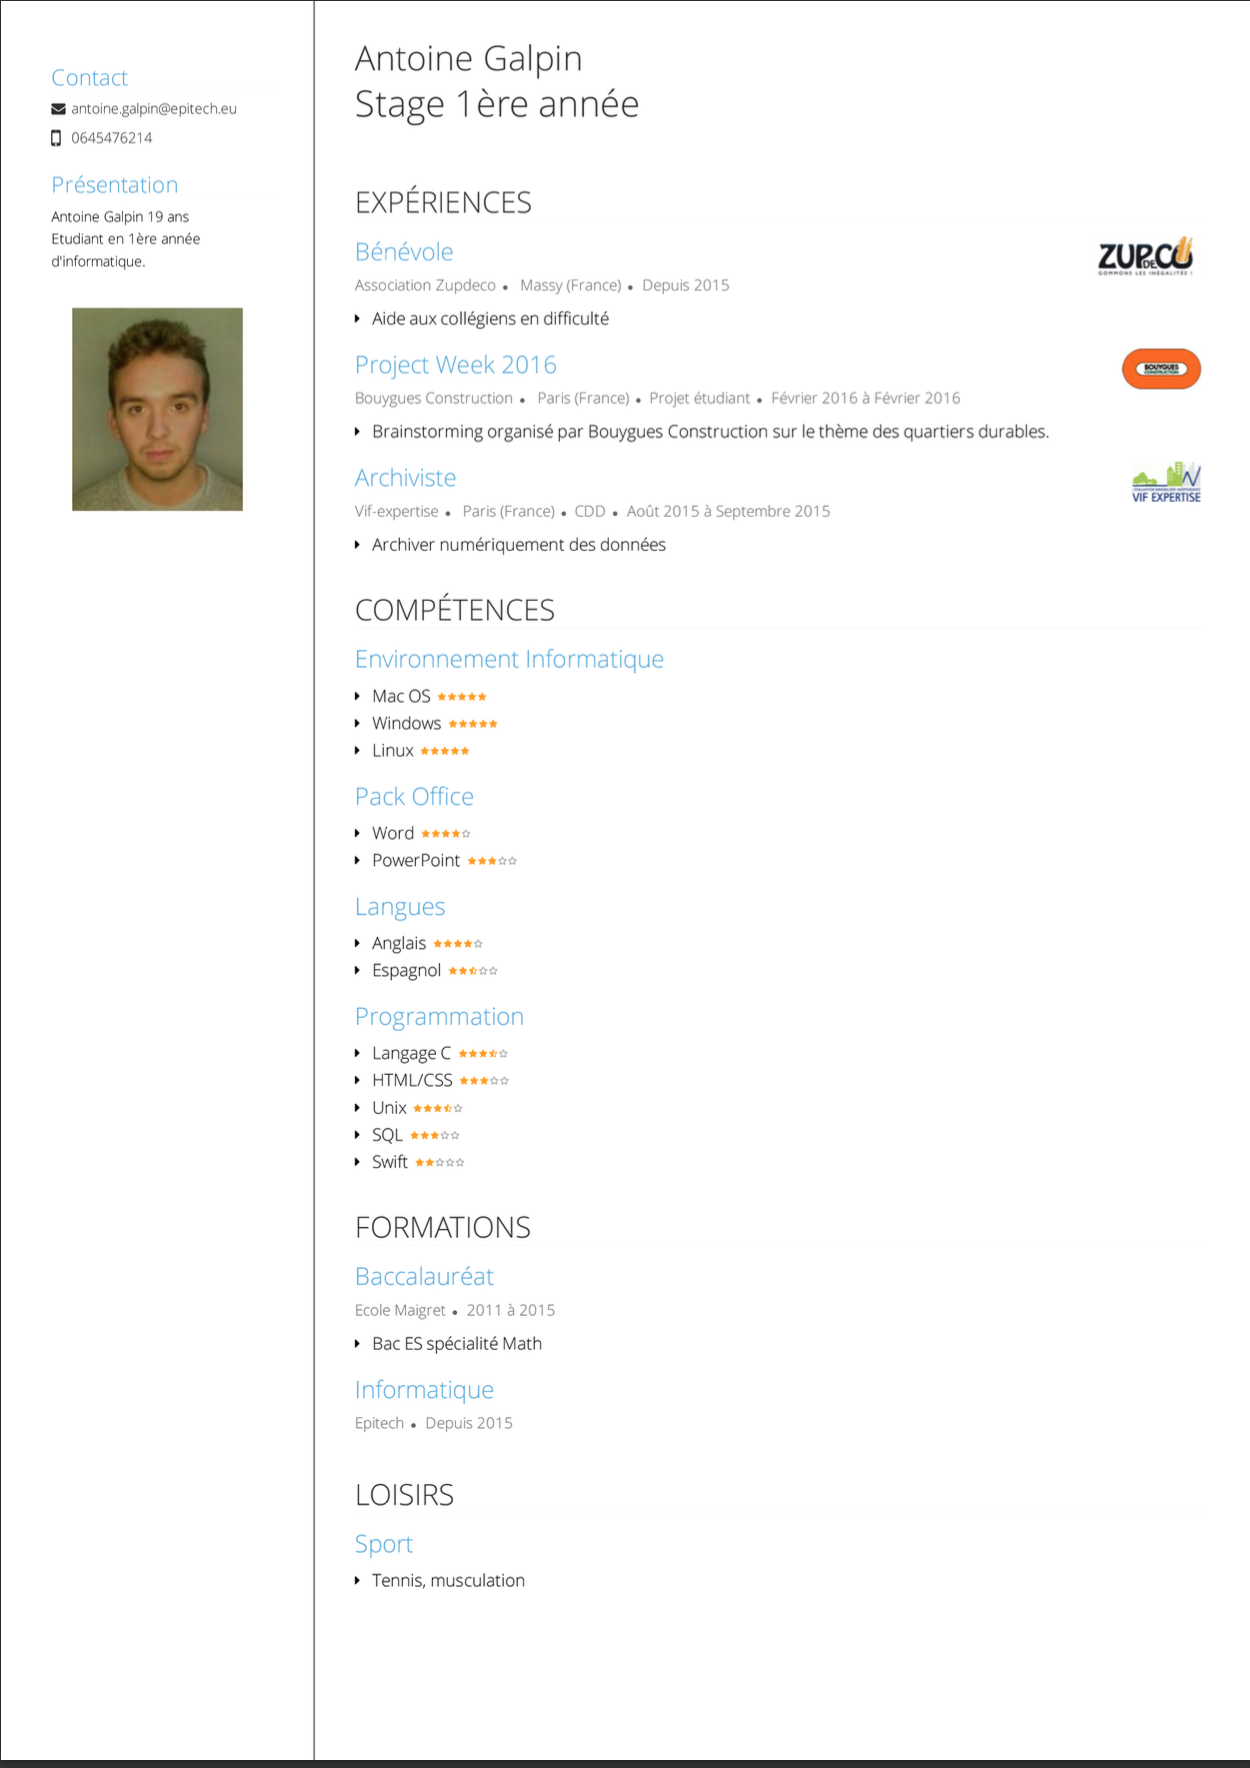 Contact
antoine.galpin@epitech.eu
0645476214
Présentation
Antoine Galpin 19 ans
Etudiant en 1ère année
d'informatique.
Antoine Galpin
Stage 1ère année
EXPÉRIENCES
Bénévole
ZUPDECO
GOMMONS LES INÉGALITÉS !
Association Zupdeco • Massy (France) • Depuis 2015
Aide aux collégiens en difficulté
Project Week 2016
BOUYGUES
CONSTRUCTION
Bouygues Construction • Paris (France) • Projet étudiant • Février 2016 à Février 2016
Brainstorming organisé par Bouygues Construction sur le thème des quartiers durables.
Archiviste
VIF EXPERTISE
Vif-expertise • Paris (France) • CDD • Août 2015 à Septembre 2015
Archiver numériquement des données
COMPÉTENCES
Environnement Informatique
Mac OS
Windows
Linux
Pack Office
Word
PowerPoint
Langues
Anglais
Espagnol
Programmation
Langage C
HTML/CSS
Unix
SQL
Swift
FORMATIONS
Baccalauréat
Ecole Maigret • 2011 à 2015
Bac ES spécialité Math
Informatique
Epitech • Depuis 2015
LOISIRS
Sport
Tennis, musculation